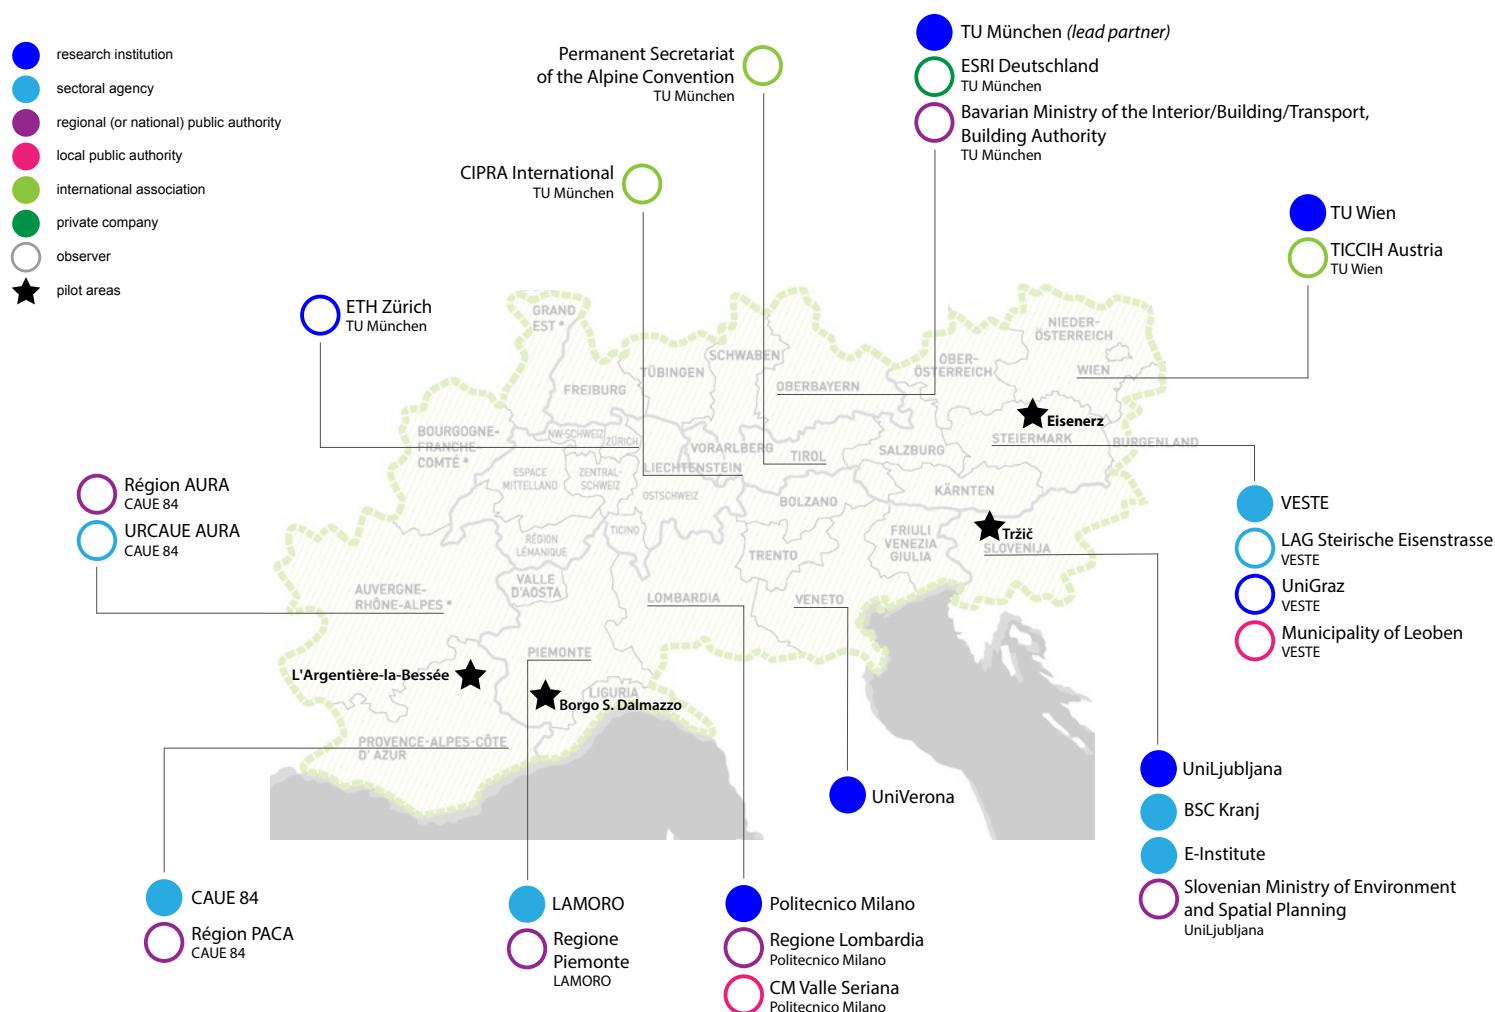 research institution
sectoral agency
regional (or national) public authority
local public authority
international association
private company
observer
pilot areas
Permanent Secretariat
of the Alpine Convention
TU München
CIPRA International
TU München
ETH Zürich
TU München
TU München (lead partner)
ESRI Deutschland
TU München
Bavarian Ministry of the Interior/Building/Transport,
Building Authority
TU München
TU Wien
TICCIH Austria
TU Wien
Région AURA
CAUE 84
URCAUE AURA
CAUE 84
GRAND
EST *
NIEDER-
ÖSTERREICH
SCHWABEN
OBER-
ÖSTERREICH
TÜBINGEN
WIEN
FREIBURG
OBERBAYERN
Eisenerz
BOURGOGNE-
FRANCHE-
COMTÉ *
NW-SCHWEIZ
ZÜRICH
VORARLBERG
TIROL
SALZBURG
STEIERMARK
BURGENLAND
LIECHTENSTEIN
ESPACE
MITTELLAND
ZENTRAL-
SCHWEIZ
OSTSCHWEIZ
BOLZANO
KÄRNTEN
TICINO
RÉGION
LÉMANIQUE
TRENTO
FRIULI
VENEZIA
GIULIA
Tržič
SLOVENIJA
VALLE
D'AOSTA
AUVERGNE-
RHÔNE-ALPES *
LOMBARDIA
VENETO
PIEMONTE
L'Argentière-la-Bessée
LIGURIA
Borgo S. Dalmazzo
PROVENCE-ALPES-CÔTE
D' AZUR
VESTE
LAG Steirische Eisenstrasse
VESTE
UniGraz
VESTE
Municipality of Leoben
VESTE
UniLjubljana
BSC Kranj
E-Institute
Slovenian Ministry of Environment
and Spatial Planning
UniLjubljana
UniVerona
CAUE 84
Région PACA
CAUE 84
LAMORO
Regione
Piemonte
LAMORO
Politecnico Milano
Regione Lombardia
Politecnico Milano
CM Valle Seriana
Politecnico Milano